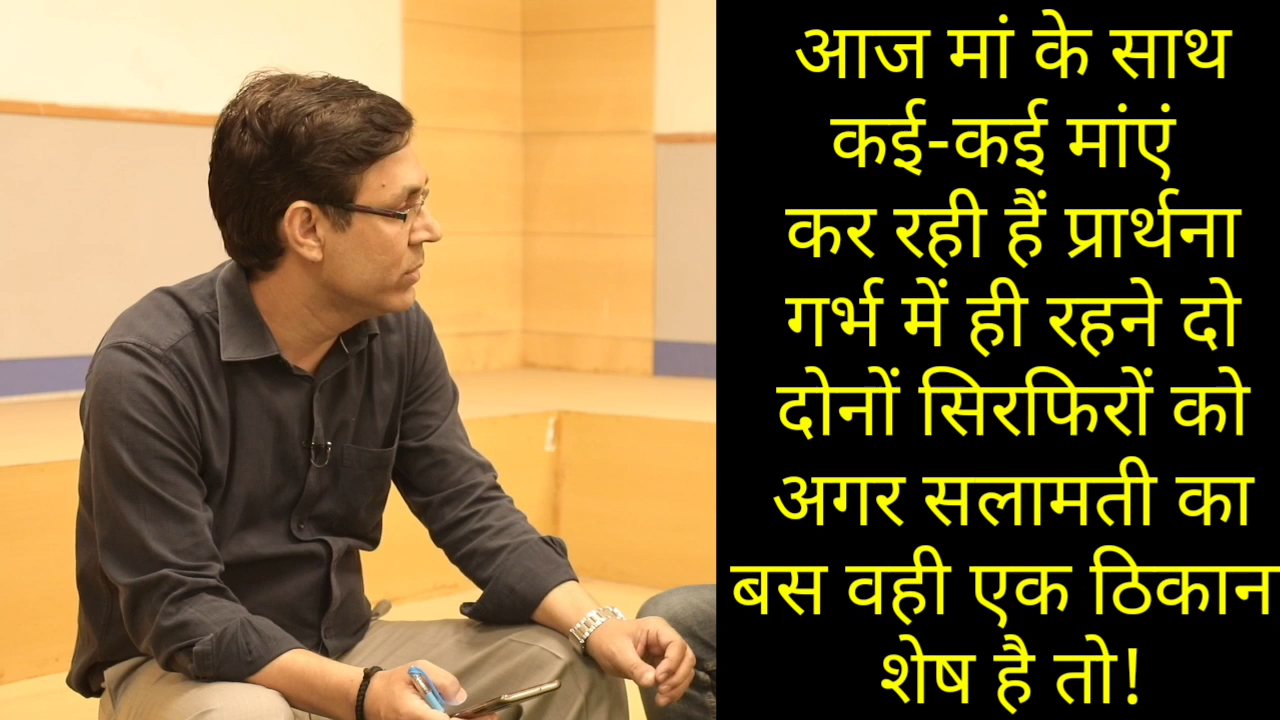 आज मां के साथ
कई-कई मांएं
कर रही हैं प्रार्थना
गर्भ में ही रहने दो
दोनों सिरफिरों को
अगर सलामती का
बस वही एक ठिकान
शेष है तो!